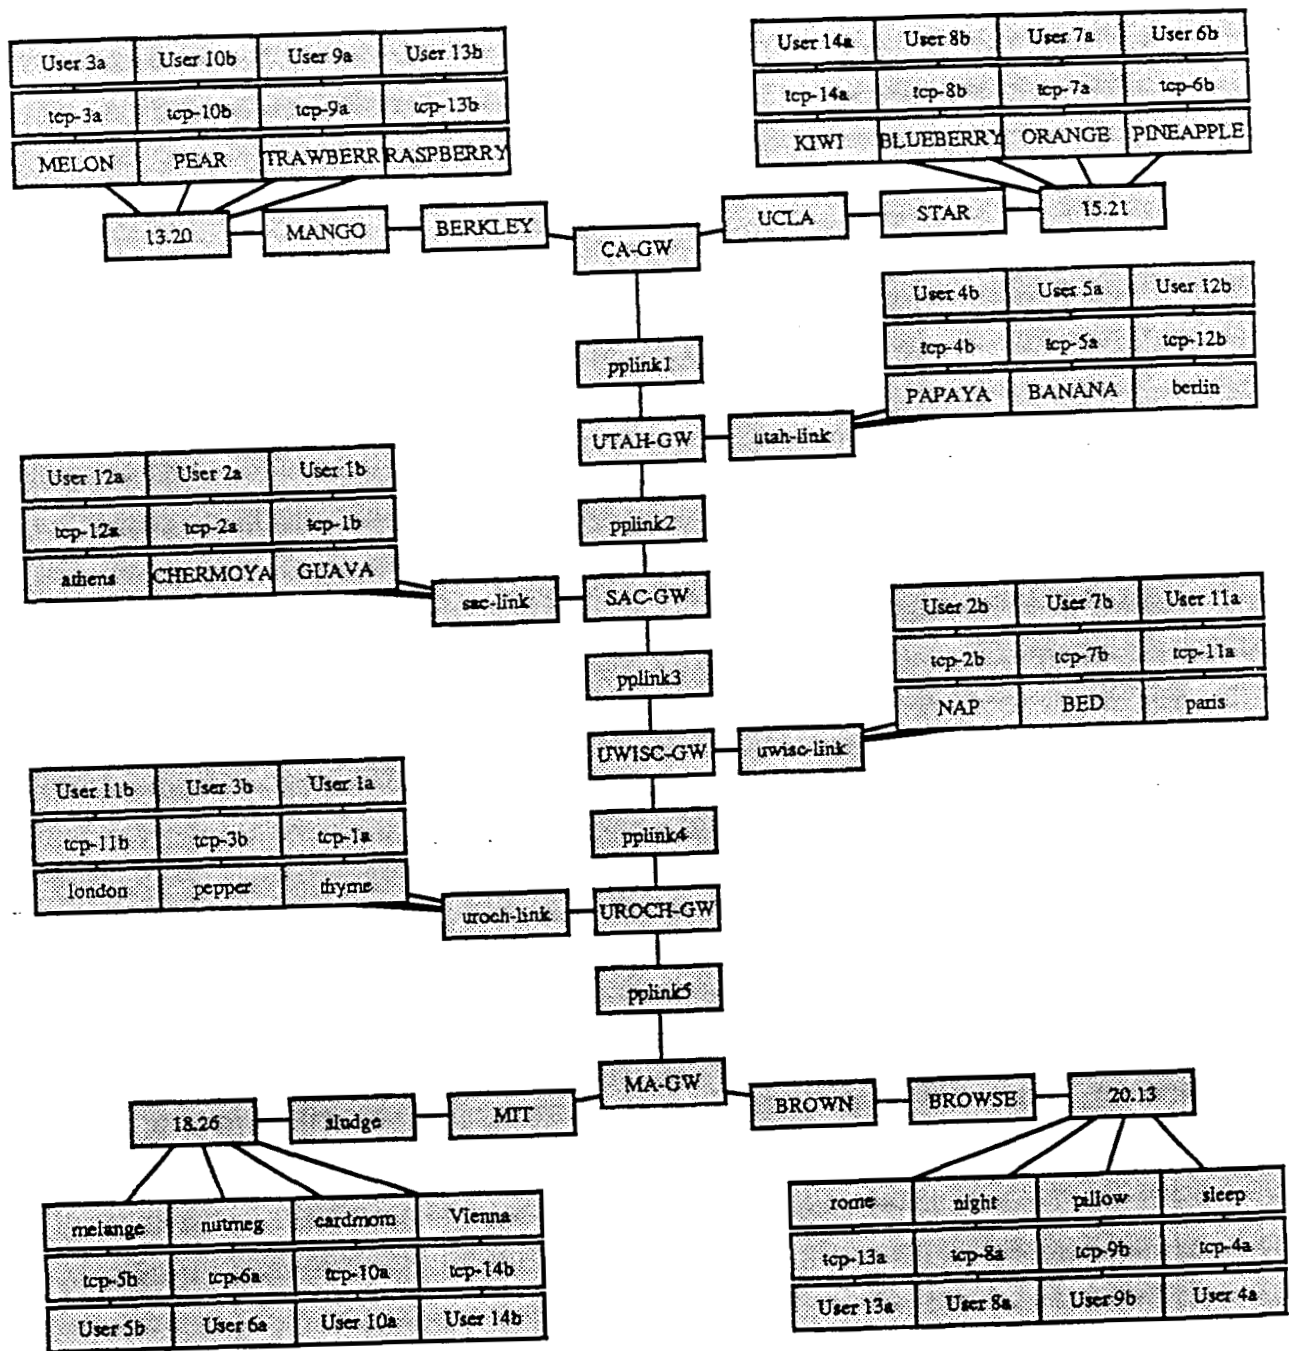 User 3a User 10b User 9a User 13b
tcp-3a tcp-10b tcp-9a tcp-13b
MELON PEAR TRAWBERR RASPBERRY
13.20 MANGO BERKLEY CA-GW
User 14a User 8b User 7a User 6b
tcp-14a tcp-8b tcp-7a tcp-6b
KIWI BLUEBERRY ORANGE PINEAPPLE
UCLA STAR 15.21
pplink1
User 4b User 5a User 12b
tcp-4b tcp-5a tcp-12b
PAPAYA BANANA berlin
UTAH-GW utah-link
pplink2
User 12a User 2a User 1b
tcp-12a tcp-2a tcp-1b
athens CHERMOYA GUAVA
sac-link SAC-GW
pplink3
User 2b User 7b User 11a
tcp-2b tcp-7b tcp-11a
NAP BED paris
UWISC-GW uwisc-link
pplink4
User 11b User 3b User 1a
tcp-11b tcp-3b tcp-1a
london pepper thyme
uroch-link UROCH-GW
pplink5
MA-GW
18.26 sludge MIT
BROWN BROWSE 20.13
melange nutmeg cardmom Vienna
tcp-5b tcp-6a tcp-10a tcp-14b
User 5b User 6a User 10a User 14b
rome night pillow sleep
tcp-13a tcp-8a tcp-9b tcp-4a
User 13a User 8a User 9b User 4a